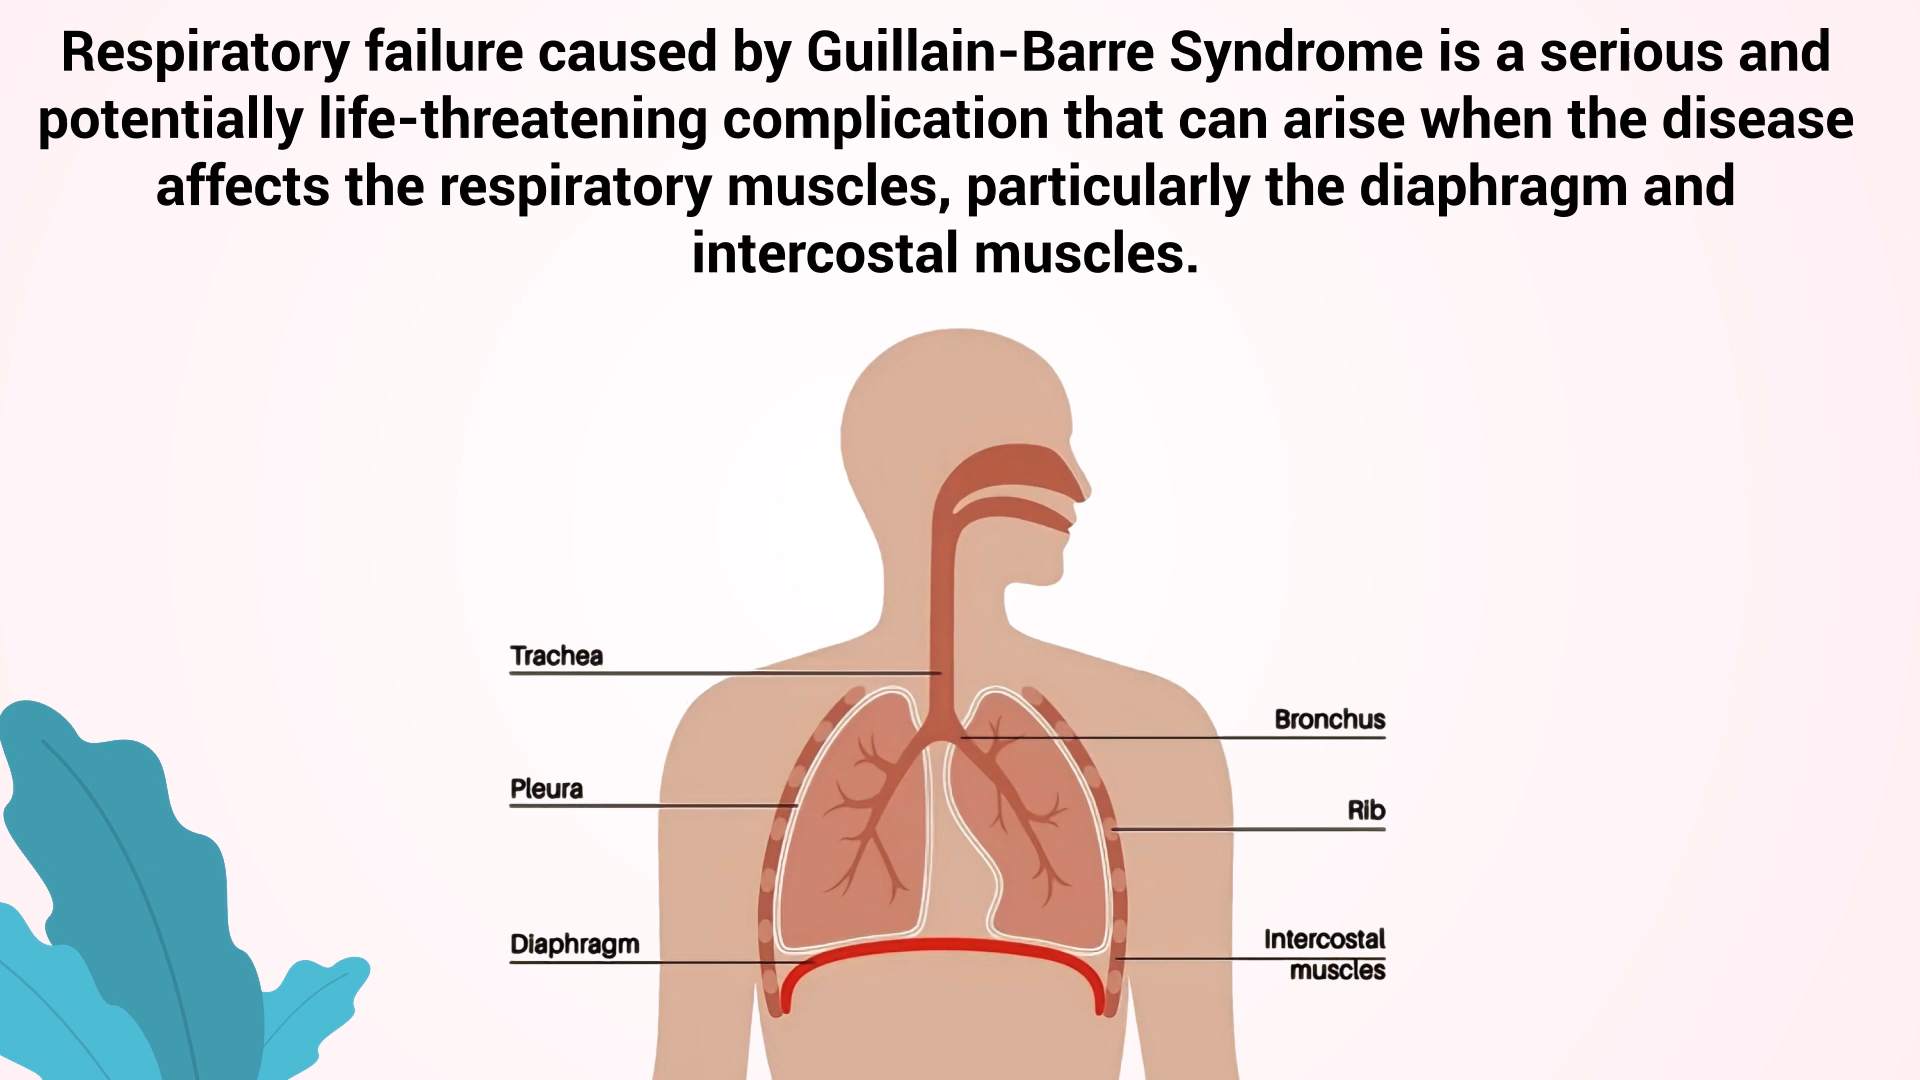 Respiratory failure caused by Guillain-Barre Syndrome is a serious and
potentially life-threatening complication that can arise when the disease
affects the respiratory muscles, particularly the diaphragm and
intercostal muscles.
Trachea
Bronchus
Pleura
Rib
Diaphragm
Intercostal
muscles